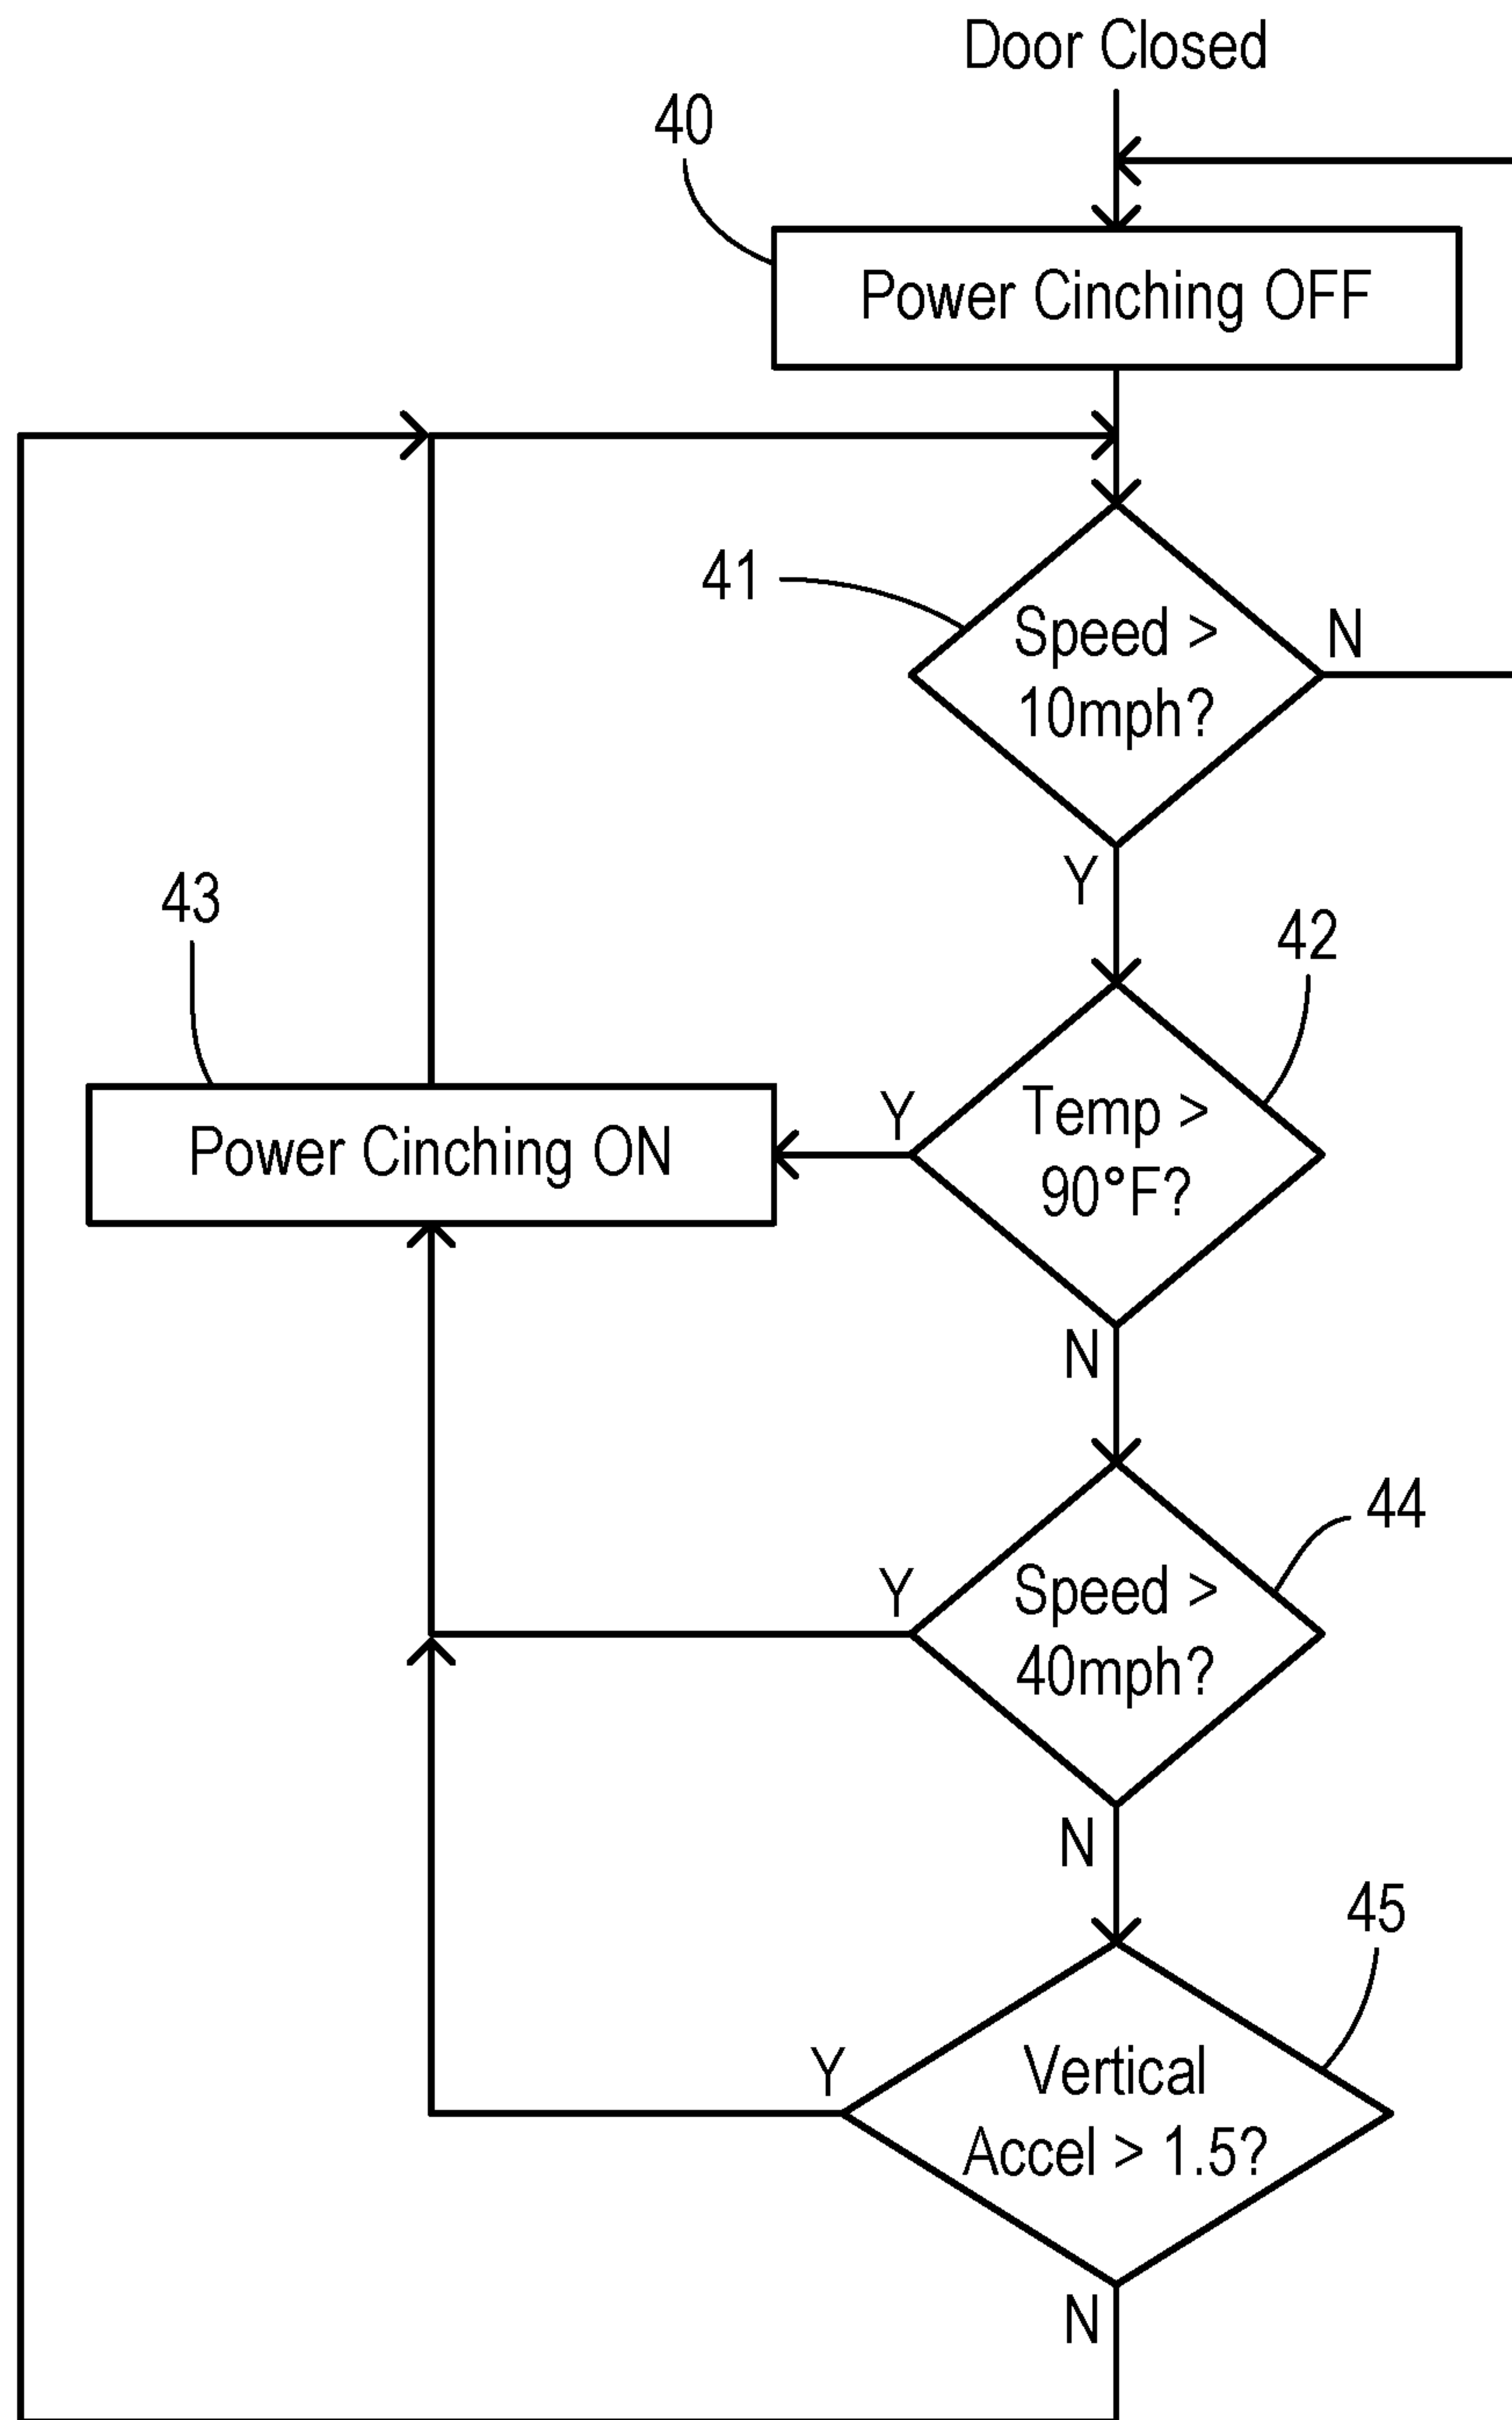 Door Closed
40
Power Cinching OFF
41
Speed >
10mph?
N
Y
43
42
Power Cinching ON
Y
Temp >
90°F?
N
44
Y
Speed >
40mph?
N
45
Y
Vertical
Accel > 1.5?
N